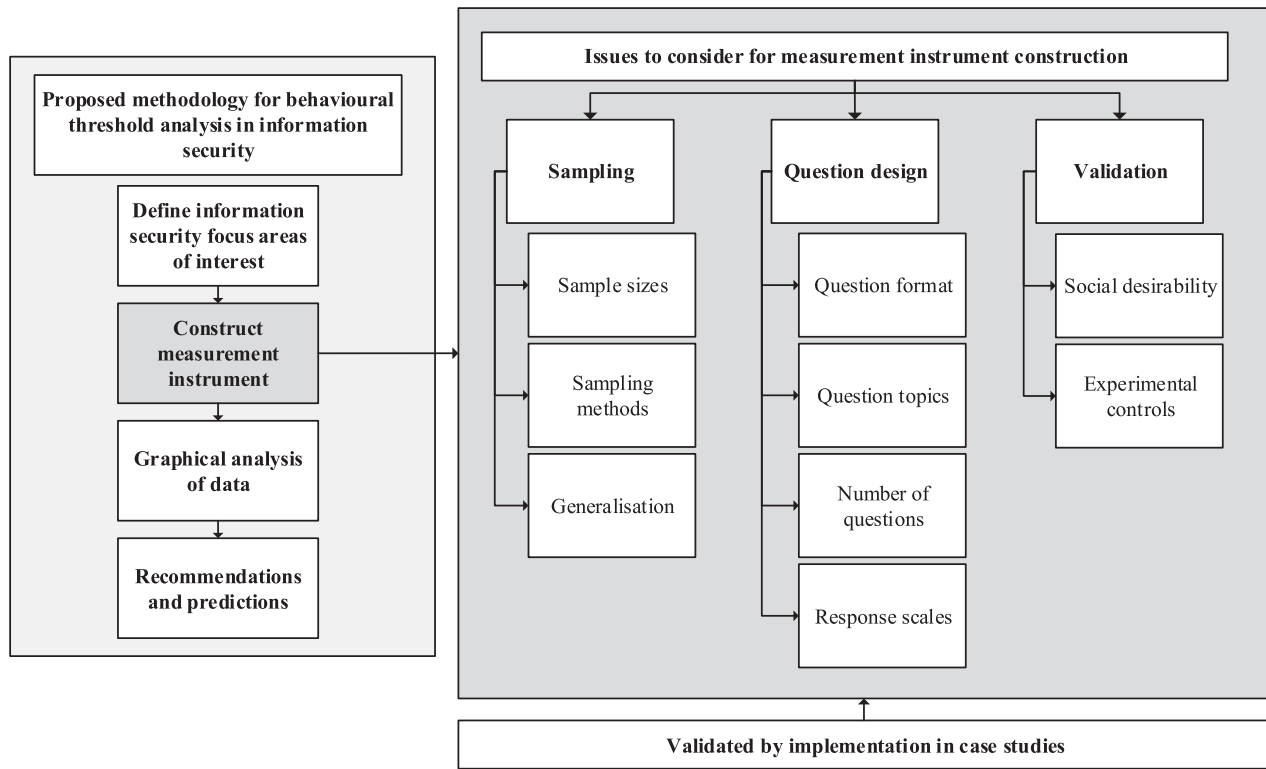 Proposed methodology for behavioural
threshold analysis in information
security
Define information
security focus areas
of interest
Construct
measurement
instrument
Graphical analysis
of data
Recommendations
and predictions
Issues to consider for measurement instrument construction
Sampling
Sample sizes
Sampling
methods
Generalisation
Question design
Question format
Question topics
Number of
questions
Response scales
Validation
Social desirability
Experimental
controls
Validated by implementation in case studies